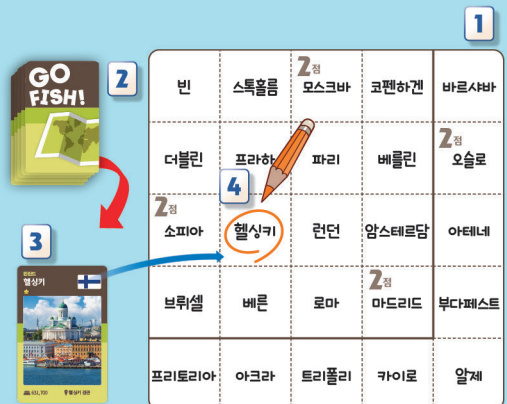 1
2
GO
FISH!
빈 스톡홀름 2점 모스크바 코펜하겐 바르샤바
더블린 프라하 파리 베를린 2점 오슬로
4
2점 소피아 헬싱키 런던 암스테르담 아테네
3
핀란드
헬싱키
브뤼셀 베른 로마 2점 마드리드 부다페스트
프리토리아 아크라 트리폴리 카이로 알제